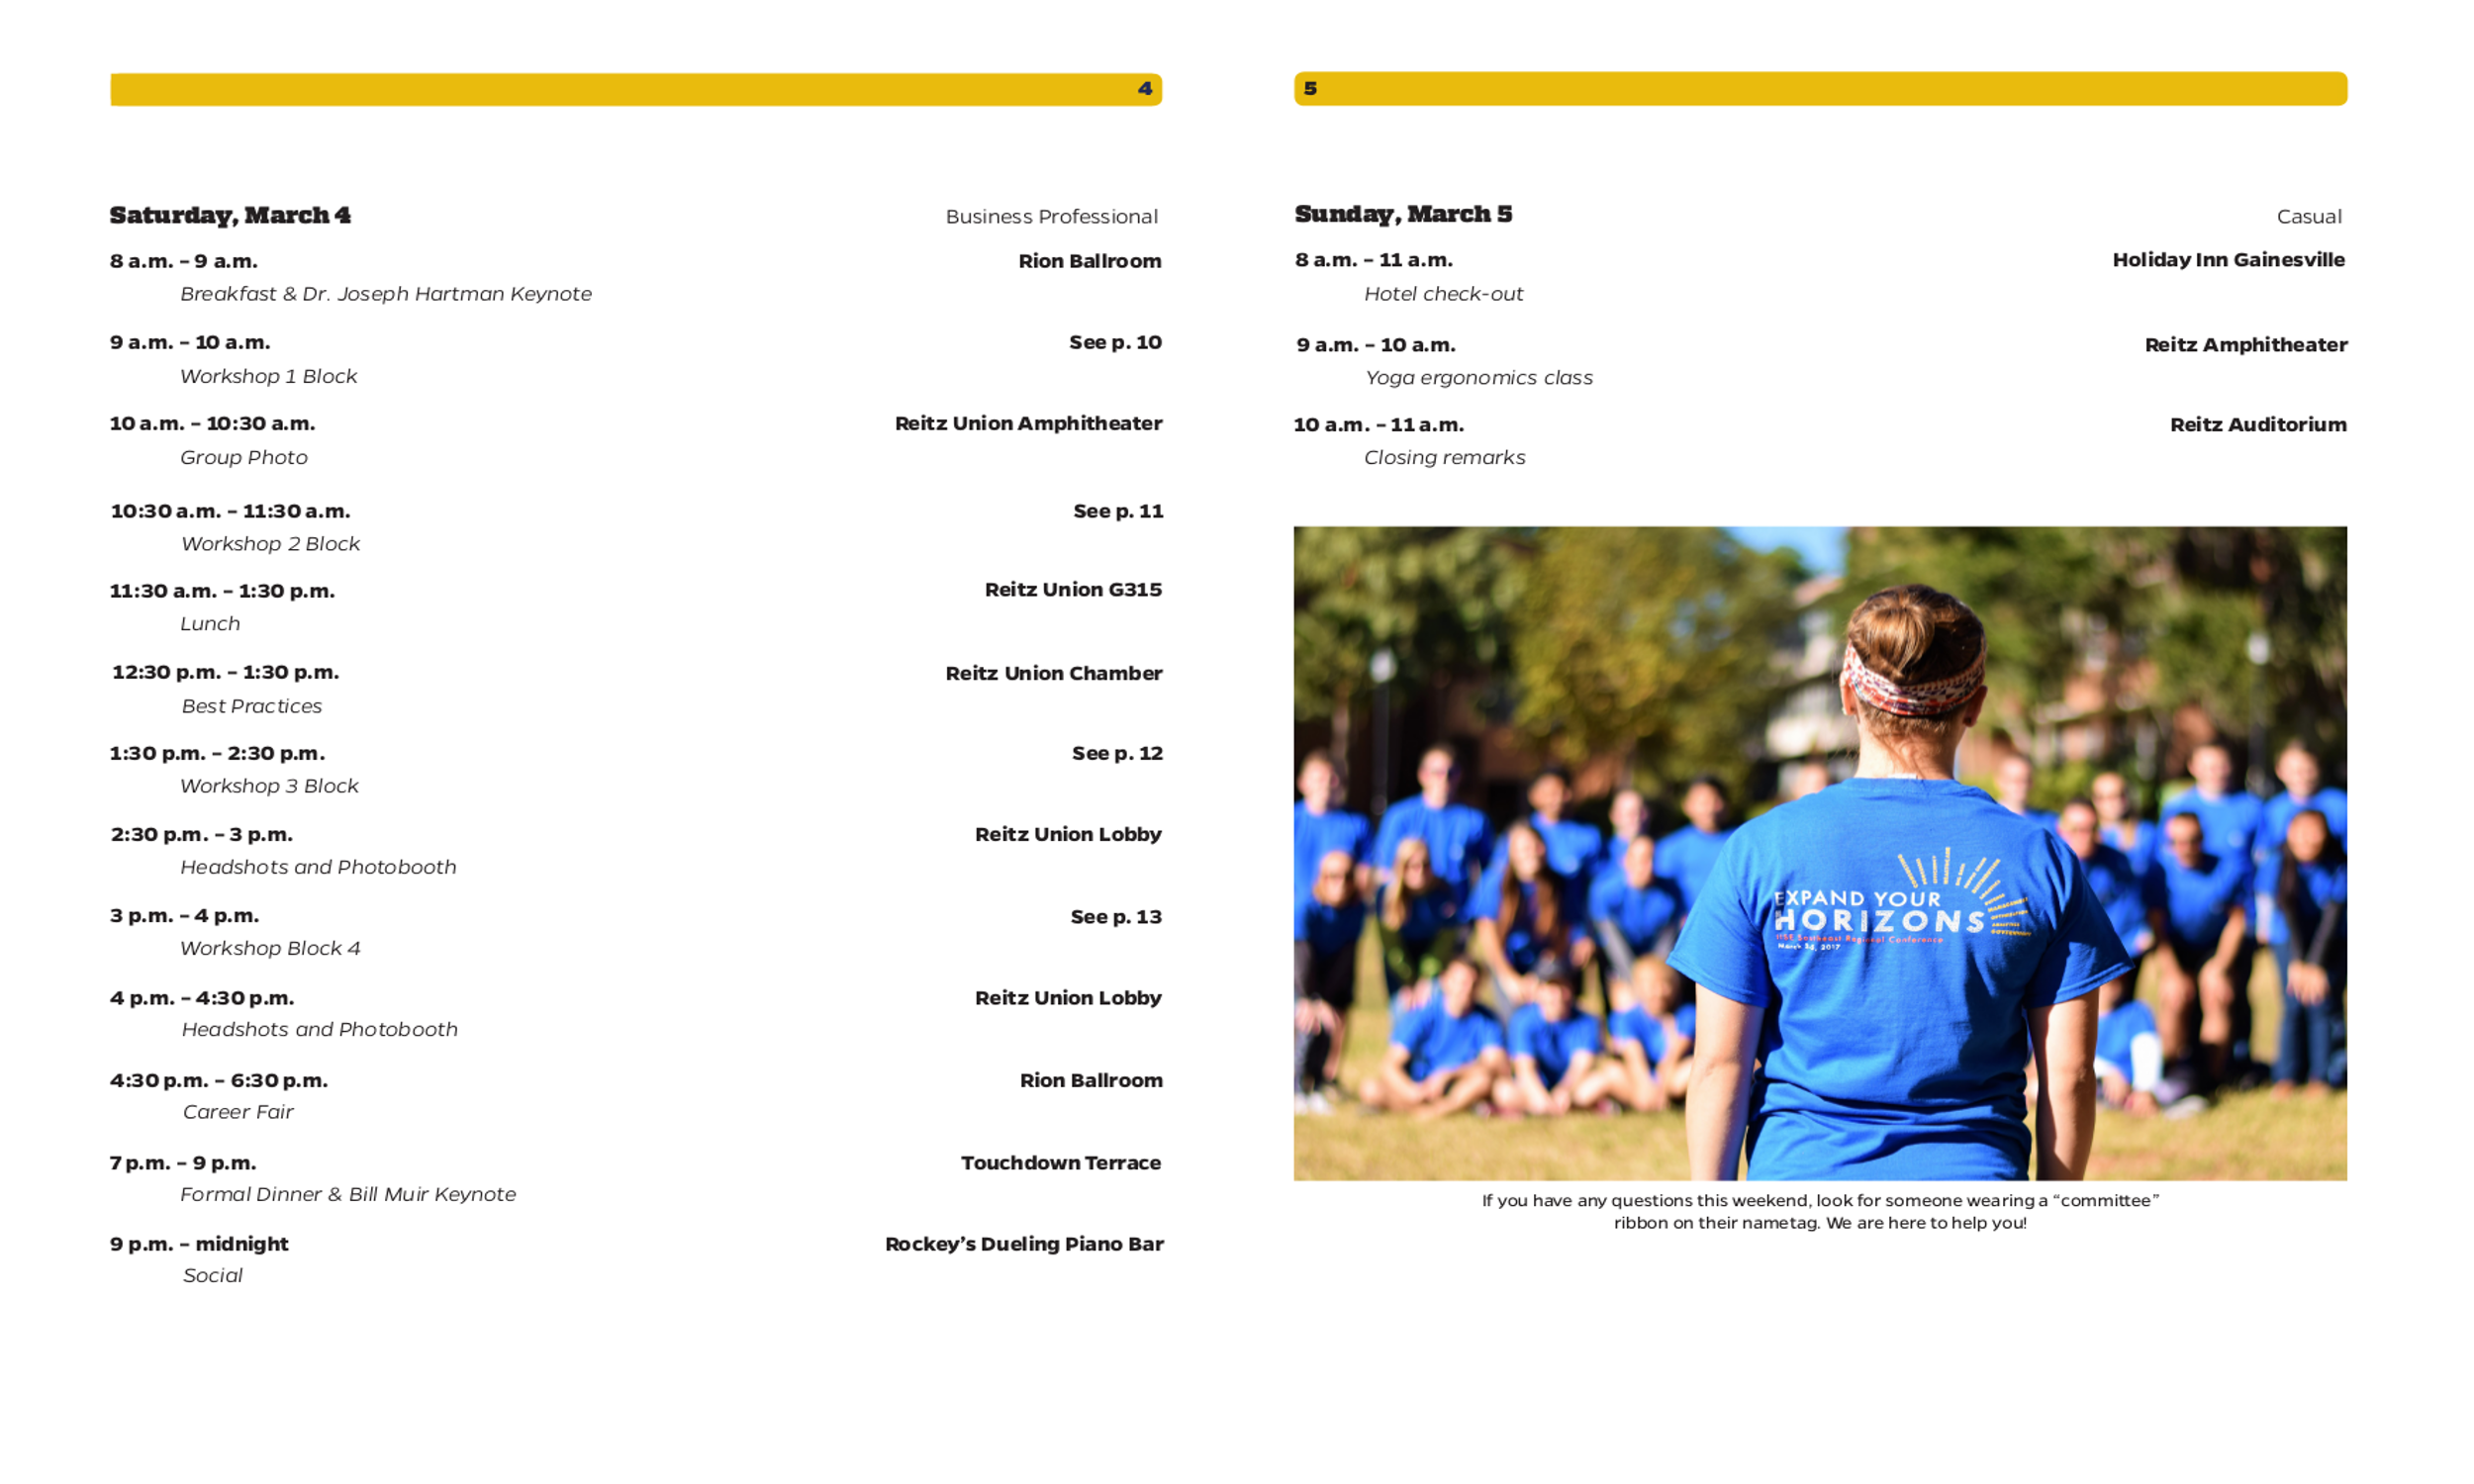 4
Saturday, March 4
Business Professional
8 a.m. – 9 a.m.
Rion Ballroom
Breakfast & Dr. Joseph Hartman Keynote
9 a.m. – 10 a.m.
See p. 10
Workshop 1 Block
10 a.m. – 10:30 a.m.
Reitz Union Amphitheater
Group Photo
10:30 a.m. – 11:30 a.m.
See p. 11
Workshop 2 Block
11:30 a.m. – 1:30 p.m.
Reitz Union G315
Lunch
12:30 p.m. – 1:30 p.m.
Reitz Union Chamber
Best Practices
1:30 p.m. – 2:30 p.m.
See p. 12
Workshop 3 Block
2:30 p.m. – 3 p.m.
Reitz Union Lobby
Headshots and Photobooth
3 p.m. – 4 p.m.
See p. 13
Workshop Block 4
4 p.m. – 4:30 p.m.
Reitz Union Lobby
Headshots and Photobooth
4:30 p.m. – 6:30 p.m.
Rion Ballroom
Career Fair
7 p.m. – 9 p.m.
Touchdown Terrace
Formal Dinner & Bill Muir Keynote
9 p.m. – midnight
Rockey’s Dueling Piano Bar
Social
5
Sunday, March 5
Casual
8 a.m. – 11 a.m.
Holiday Inn Gainesville
Hotel check-out
9 a.m. – 10 a.m.
Reitz Amphitheater
Yoga ergonomics class
10 a.m. – 11 a.m.
Reitz Auditorium
Closing remarks
EXPAND YOUR
HORIZONS
Regional Conference
March 2017
If you have any questions this weekend, look for someone wearing a “committee”
ribbon on their nametag. We are here to help you!